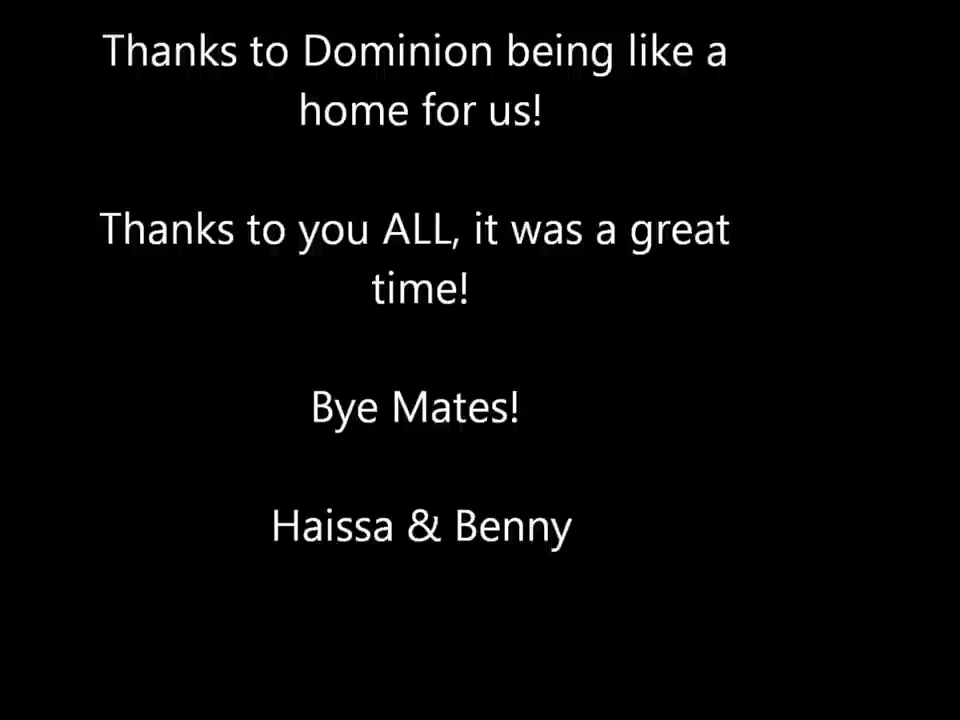 Thanks to Dominion being like a
home for us!
Thanks to you ALL, it was a great
time!
Bye Mates!
Haissa & Benny